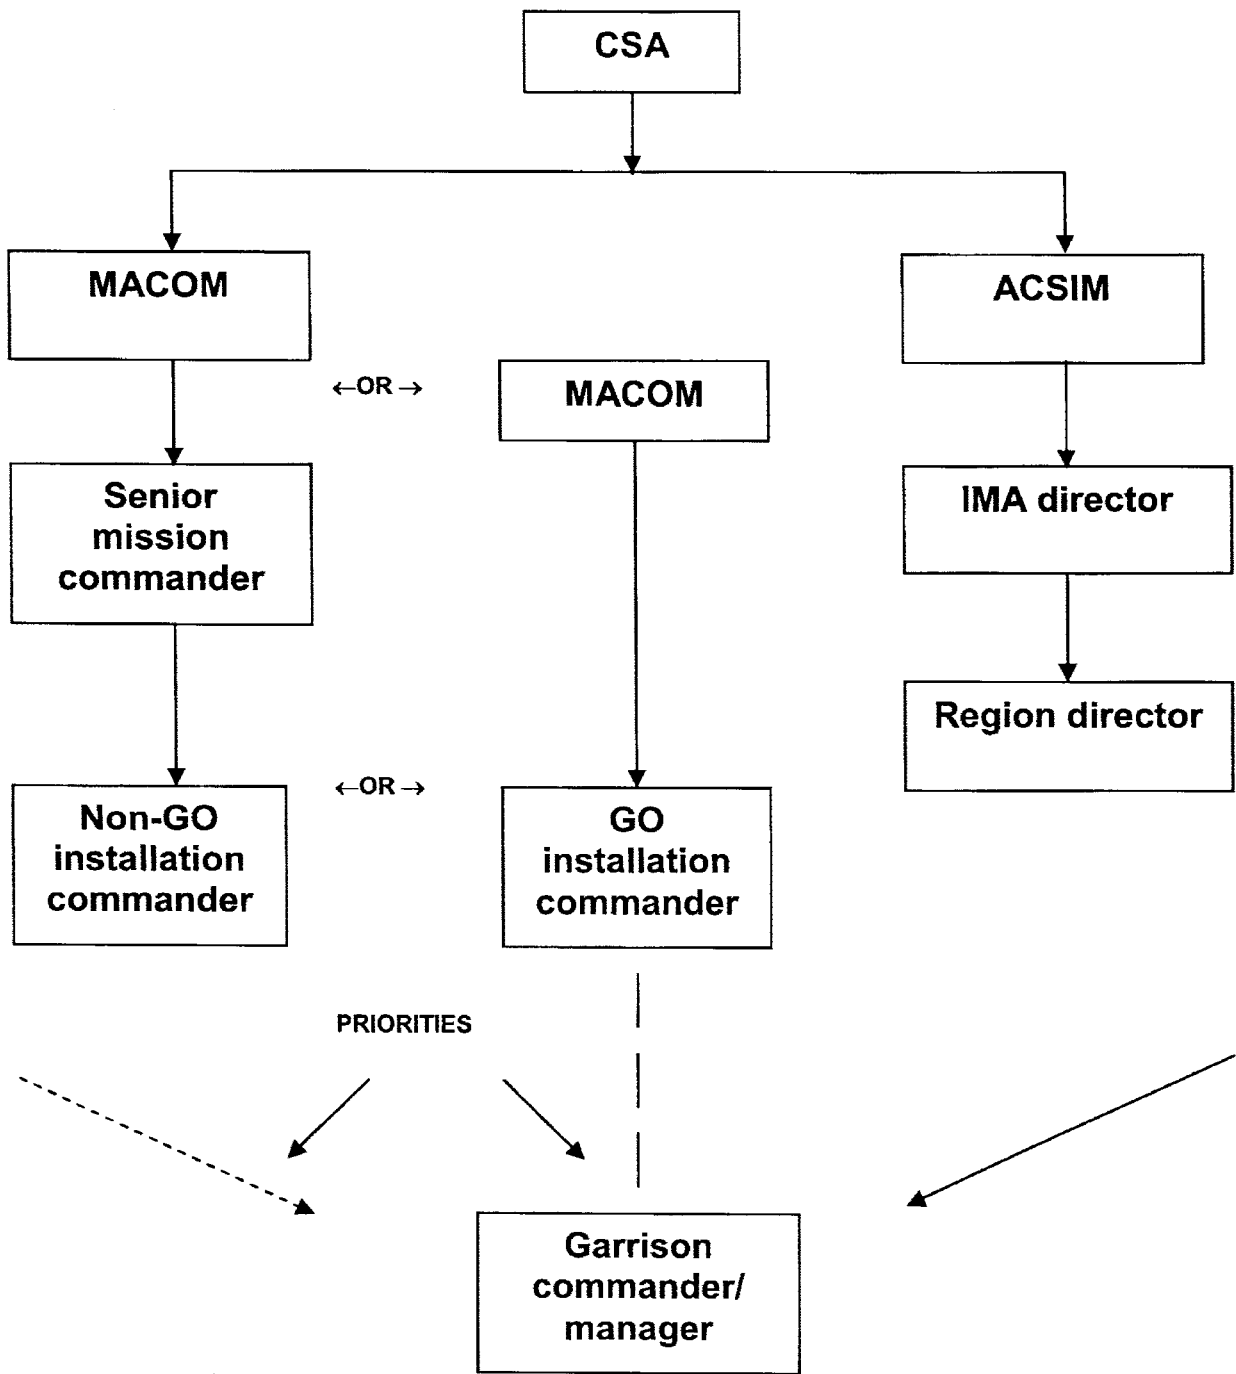 CSA
MACOM
ACSIM
←OR→
MACOM
Senior
mission
commander
IMA director
Region director
←OR→
Non-GO
installation
commander
GO
installation
commander
PRIORITIES
Garrison
commander/
manager